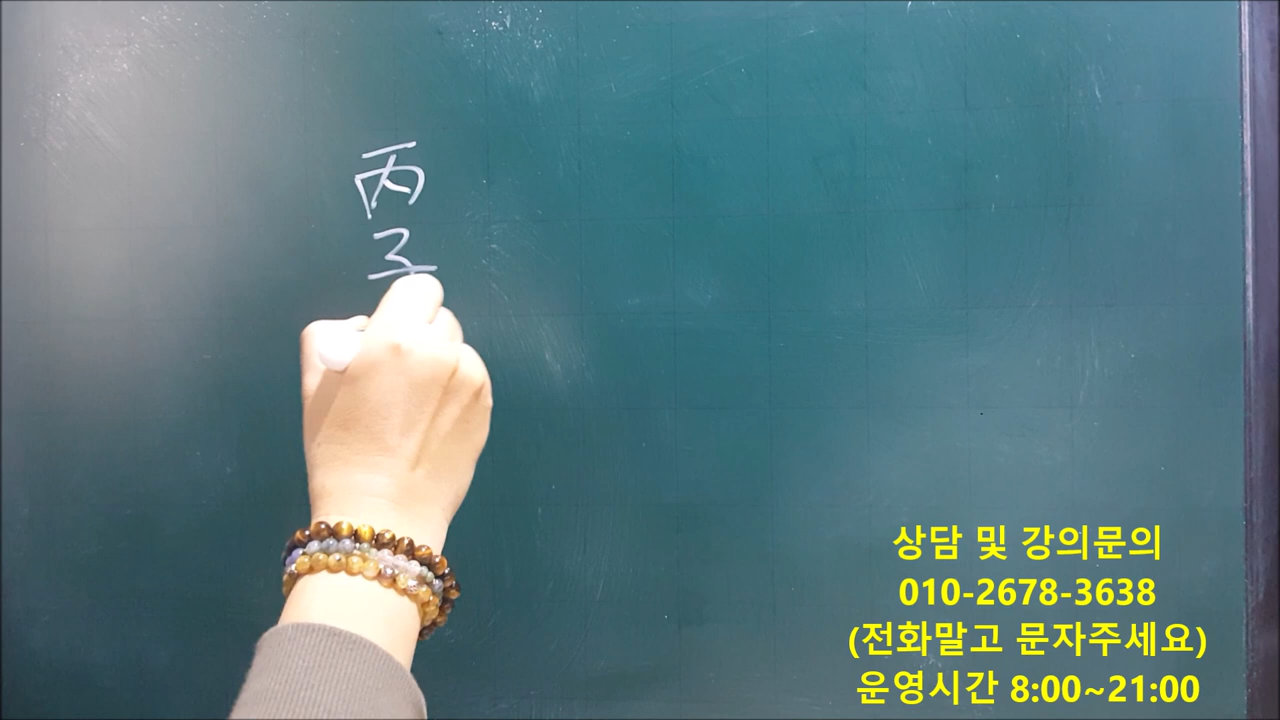 丙
子
상담 및 강의문의
010-2678-3638
(전화말고 문자주세요)
운영시간 8:00~21:00